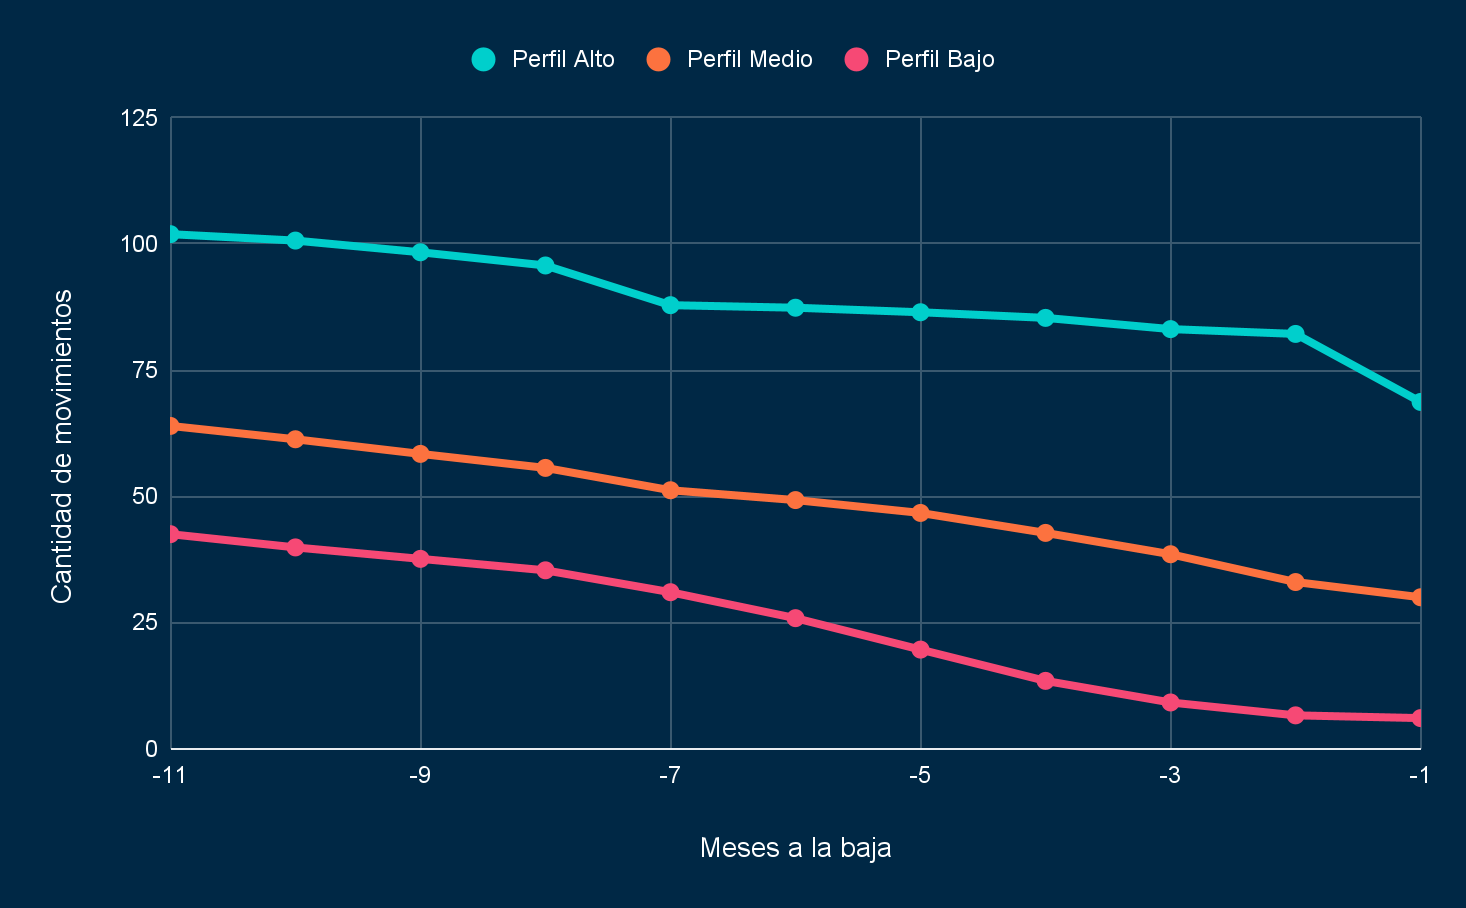 Perfil Alto Perfil Medio Perfil Bajo
125
100
75
50
25
0
Cantidad de movimientos
-11 -9 -7 -5 -3 -1
Meses a la baja